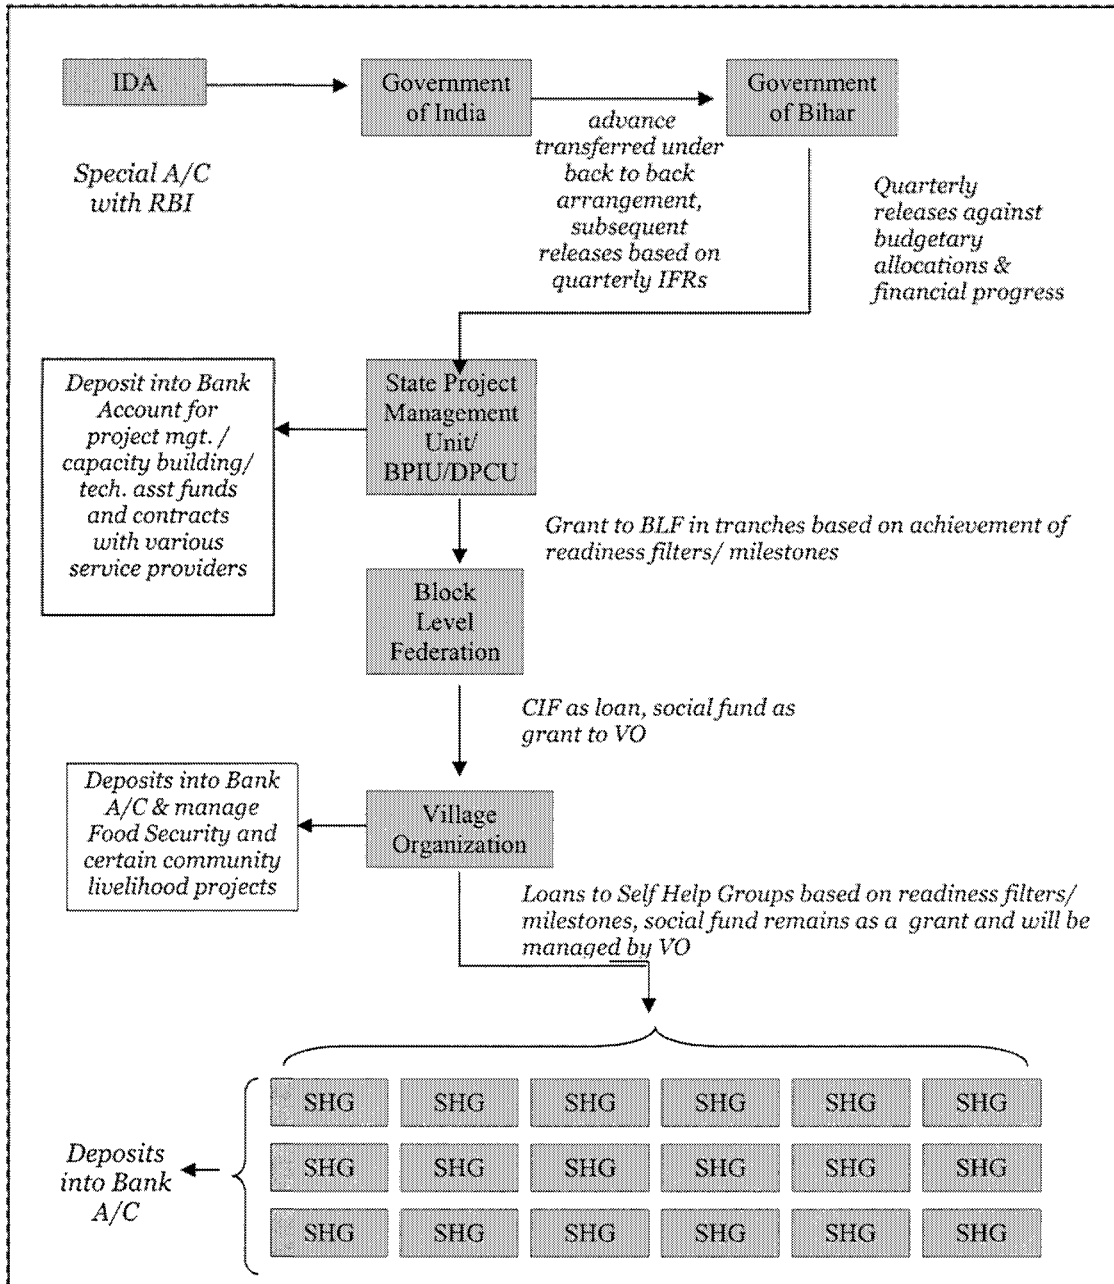 IDA
Government
of India
Government
of Bihar
Special A/C
with RBI
advance
transferred under
back to back
arrangement,
subsequent
releases based on
quarterly IFRs
Quarterly
releases against
budgetary
allocations &
financial progress
Deposit into Bank
Account for
project mgt. /
capacity building/
tech. asst funds
and contracts
with various
service providers
State Project
Management
Unit/
BPIU/DPCU
Grant to BLF in tranches based on achievement of
readiness filters/ milestones
Block
Level
Federation
CIF as loan, social fund as
grant to VO
Deposits into Bank
A/C & manage
Food Security and
certain community
livelihood projects
Village
Organization
Loans to Self Help Groups based on readiness filters/
milestones, social fund remains as a grant and will be
managed by VO
SHG SHG SHG SHG SHG SHG
SHG SHG SHG SHG SHG SHG
SHG SHG SHG SHG SHG SHG
Deposits
into Bank
A/C